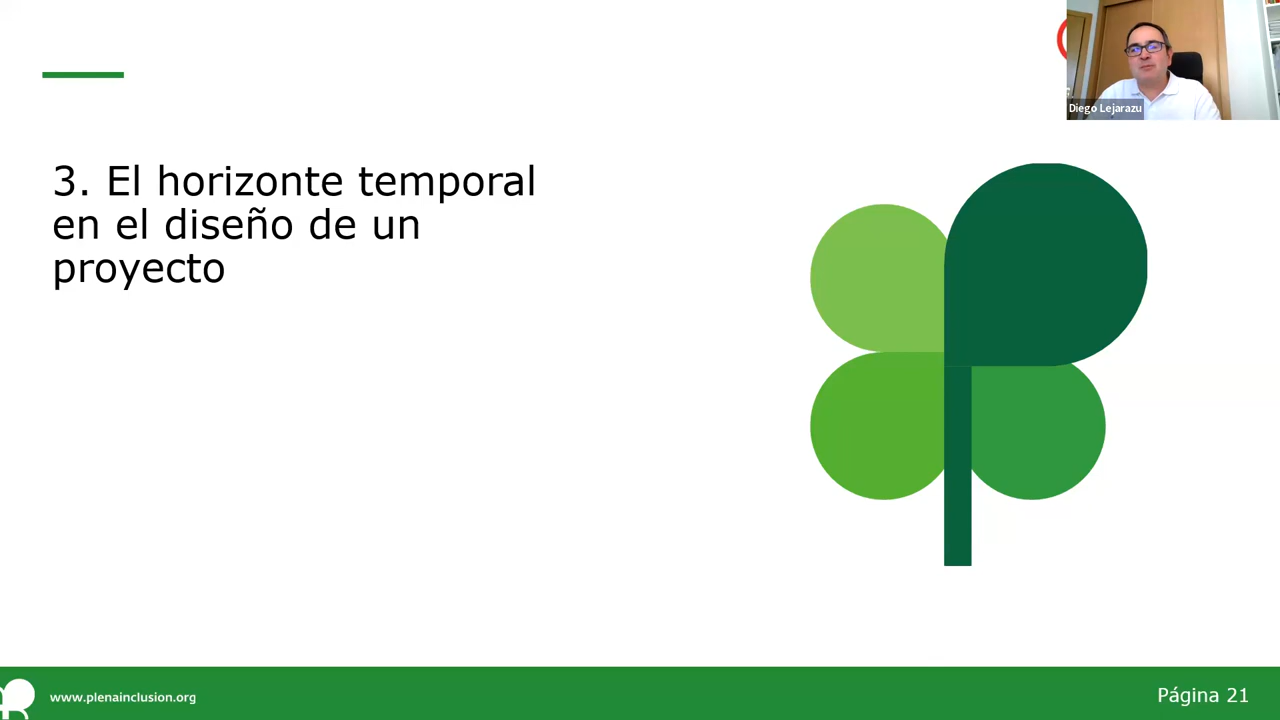 Diego Lejarazu
3. El horizonte temporal
en el diseño de un
proyecto
www.plenainclusion.org
Página 21